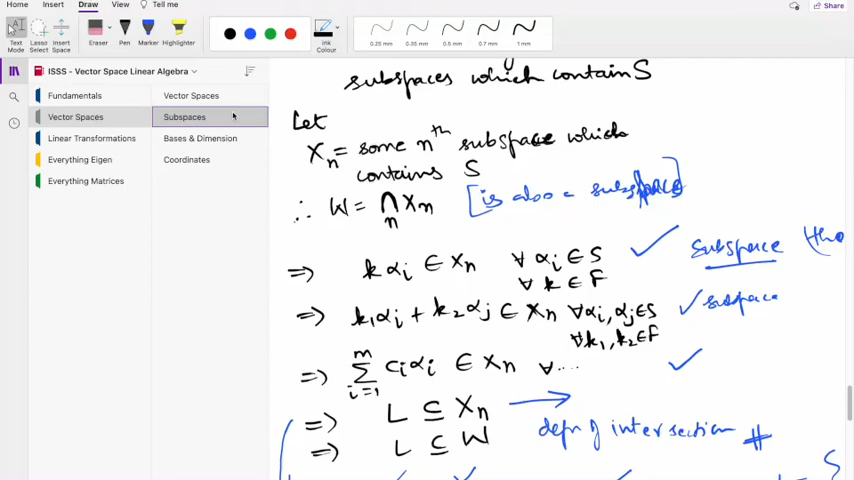 Home Insert Draw View Tell me Share
Text Mode
Lasso Select
Insert Space
Eraser
Pen
Marker
Highlighter
Ink Colour
0.25 mm
0.35 mm
0.5 mm
0.7 mm
1 mm
ISSS - Vector Space Linear Algebra
Fundamentals
Vector Spaces
Linear Transformations
Everything Eigen
Everything Matrices
Vector Spaces
Subspaces
Bases & Dimension
Coordinates
subspaces which contain S
Let
Xₙ = some nᵗʰ subspace which
contains S
∴ W = ⋂ₙ Xₙ [is also a subspace]
⇒ kαᵢ ∈ Xₙ ∀ αᵢ ∈ S ✓ Subspace
∀ k ∈ F
⇒ k₁αᵢ + k₂αⱼ ∈ Xₙ ∀αᵢ, αⱼ∈S ✓ subspace
∀k₁, k₂∈F
⇒ ∑ᵢ₌₁ᵐ cᵢαᵢ ∈ Xₙ ∀.... ✓
⇒ L ⊆ Xₙ →
⇒ L ⊆ W defn of intersection #